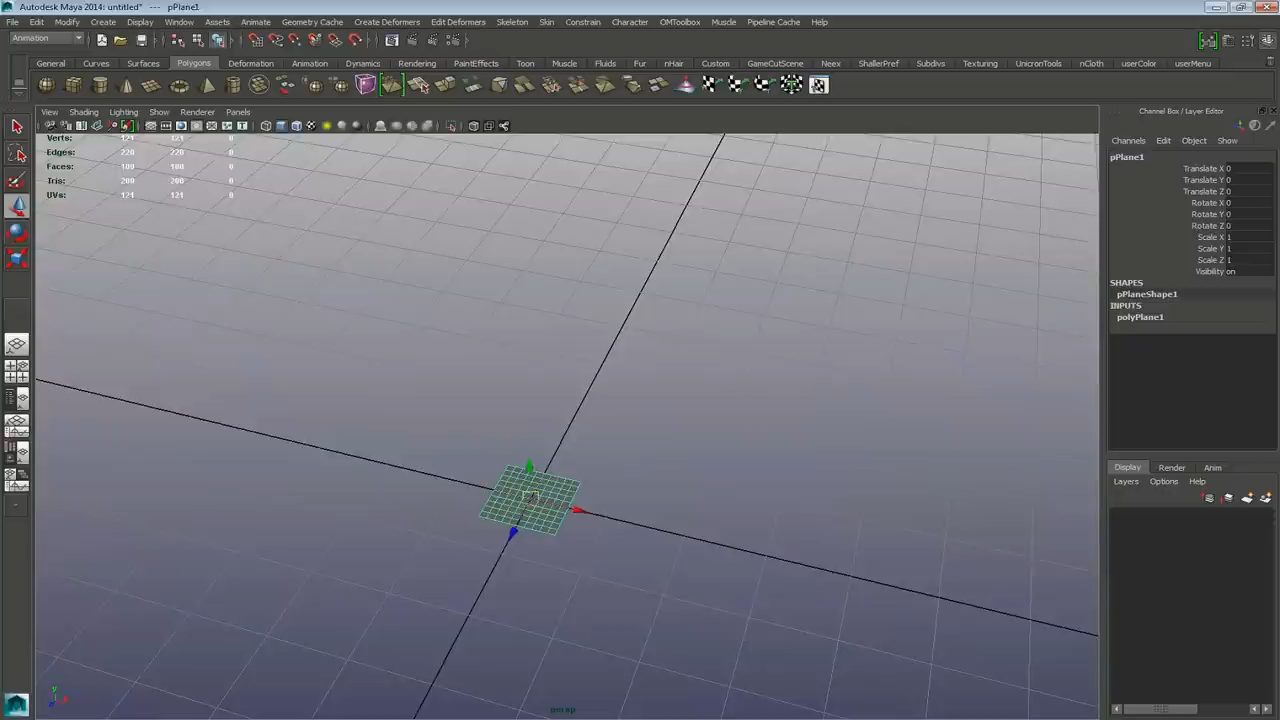 Autodesk Maya 2014: untitled*   ---   pPlane1
File Edit Modify Create Display Window Assets Animate Geometry Cache Create Deformers Edit Deformers Skeleton Skin Constrain Character OMToolbox Muscle Pipeline Cache Help
Animation
General Curves Surfaces Polygons Deformation Animation Dynamics Rendering PaintEffects Toon Muscle Fluids Fur nHair Custom GameCutScene Neex ShallerPref Subdivs Texturing UnicronTools nCloth userColor userMenu
View Shading Lighting Show Renderer Panels
Verts: 121 121 0
Edges: 220 220 0
Faces: 100 100 0
Tris: 200 200 0
UVs: 121 121 0
persp
Channel Box / Layer Editor
Channels Edit Object Show
pPlane1
Translate X 0
Translate Y 0
Translate Z 0
Rotate X 0
Rotate Y 0
Rotate Z 0
Scale X 1
Scale Y 1
Scale Z 1
Visibility on
SHAPES
pPlaneShape1
INPUTS
polyPlane1
Display Render Anim
Layers Options Help